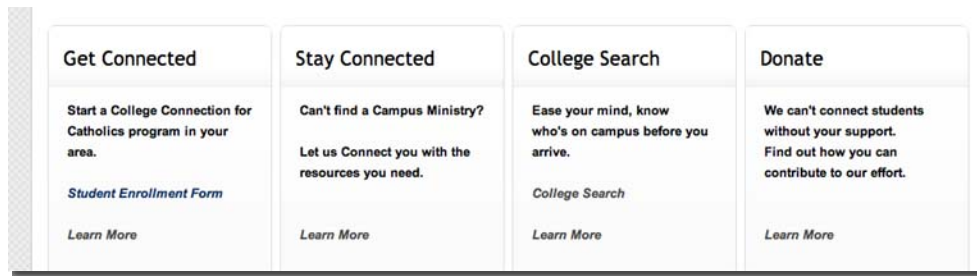 Get Connected
Start a College Connection for
Catholics program in your
area.
Student Enrollment Form
Learn More
Stay Connected
Can't find a Campus Ministry?
Let us Connect you with the
resources you need.
Learn More
College Search
Ease your mind, know
who's on campus before you
arrive.
College Search
Learn More
Donate
We can't connect students
without your support.
Find out how you can
contribute to our effort.
Learn More